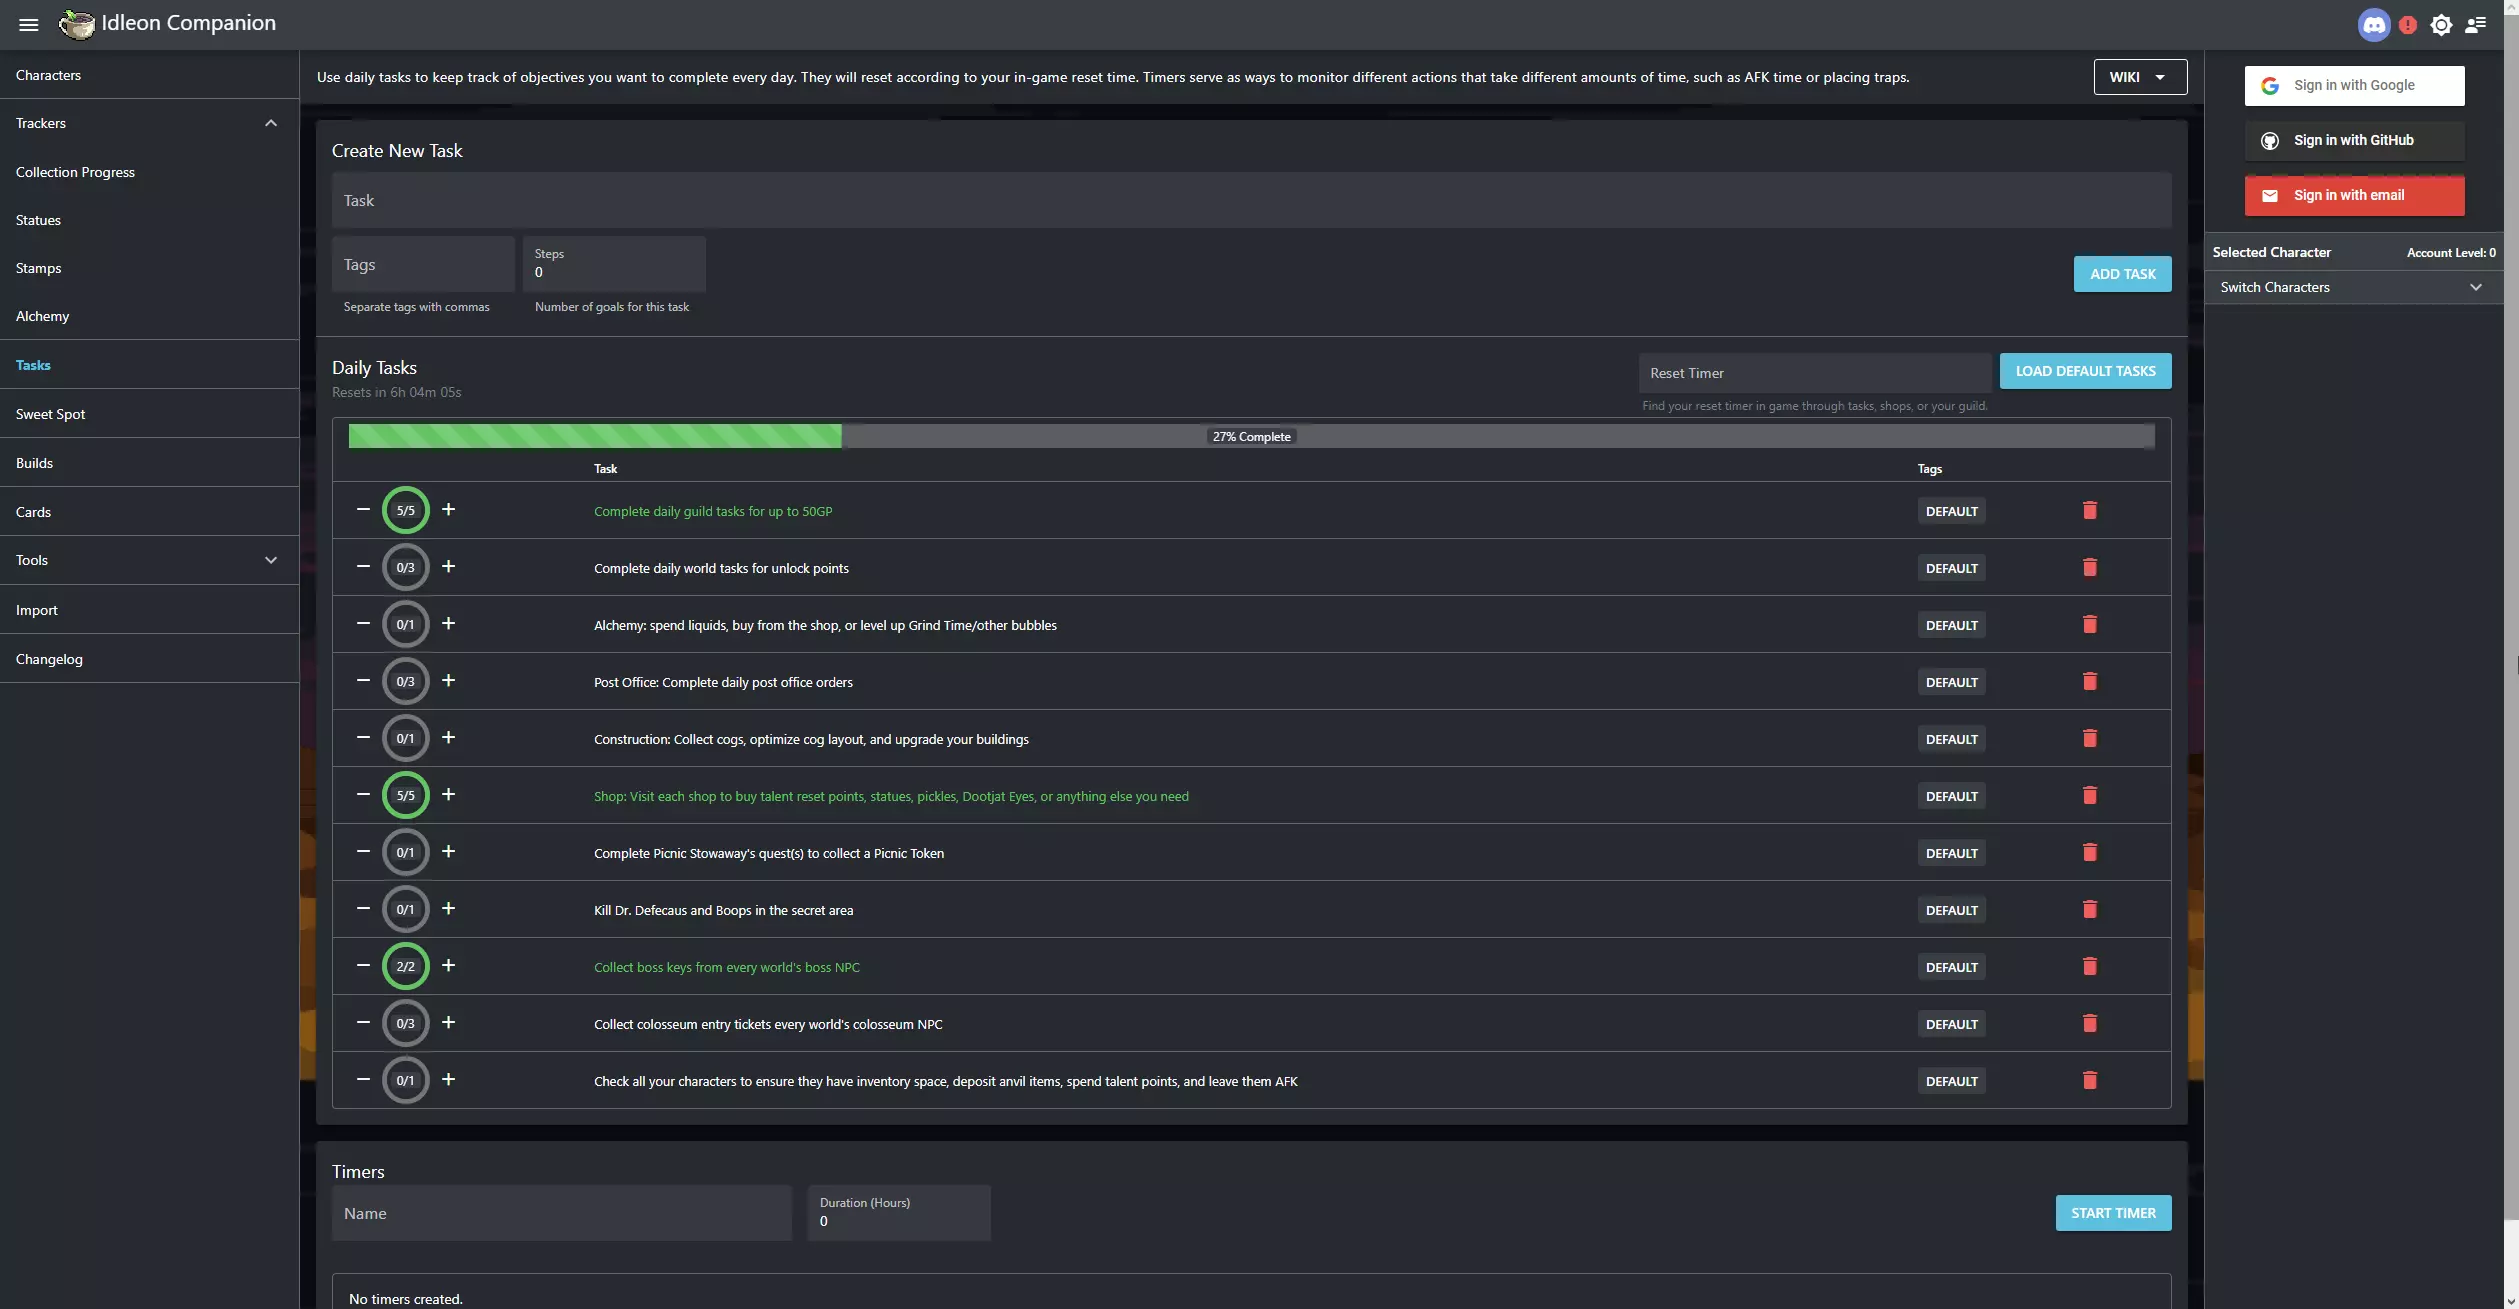 Idleon Companion
Characters
Trackers
Collection Progress
Statues
Stamps
Alchemy
Tasks
Sweet Spot
Builds
Cards
Tools
Import
Changelog
Use daily tasks to keep track of objectives you want to complete every day. They will reset according to your in-game reset time. Timers serve as ways to monitor different actions that take different amounts of time, such as AFK time or placing traps.
WIKI
Create New Task
Task
Tags
Steps
0
Separate tags with commas
Number of goals for this task
ADD TASK
Daily Tasks
Resets in 6h 04m 05s
Reset Timer
LOAD DEFAULT TASKS
Find your reset timer in game through tasks, shops, or your guild.
27% Complete
Task Tags
5/5 Complete daily guild tasks for up to 50GP DEFAULT
0/3 Complete daily world tasks for unlock points DEFAULT
0/1 Alchemy: spend liquids, buy from the shop, or level up Grind Time/other bubbles DEFAULT
0/3 Post Office: Complete daily post office orders DEFAULT
0/1 Construction: Collect cogs, optimize cog layout, and upgrade your buildings DEFAULT
5/5 Shop: Visit each shop to buy talent reset points, statues, pickles, Dootjat Eyes, or anything else you need DEFAULT
0/1 Complete Picnic Stowaway's quest(s) to collect a Picnic Token DEFAULT
0/1 Kill Dr. Defecaus and Boops in the secret area DEFAULT
2/2 Collect boss keys from every world's boss NPC DEFAULT
0/3 Collect colosseum entry tickets every world's colosseum NPC DEFAULT
0/1 Check all your characters to ensure they have inventory space, deposit anvil items, spend talent points, and leave them AFK DEFAULT
Timers
Name
Duration (Hours)
0
START TIMER
No timers created.
Sign in with Google
Sign in with GitHub
Sign in with email
Selected Character Account Level: 0
Switch Characters